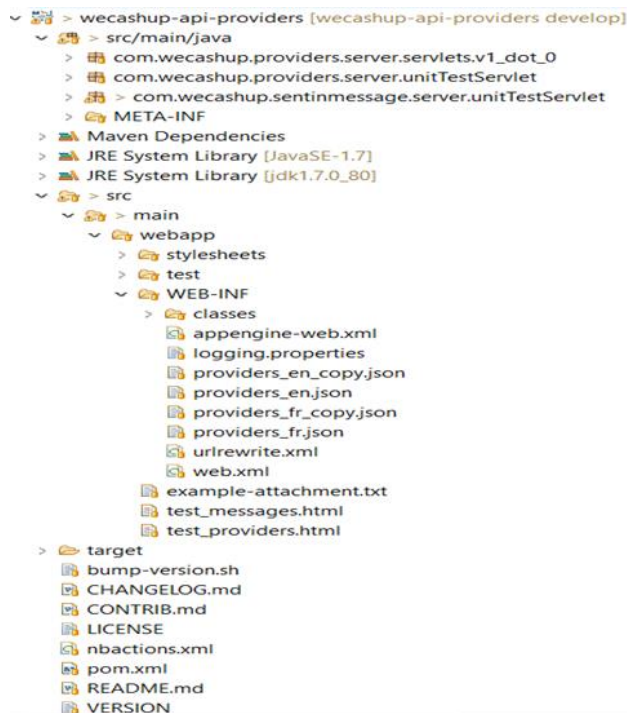 > wecashup-api-providers [wecashup-api-providers develop]
> src/main/java
com.wecashup.providers.server.servlets.v1_dot_0
com.wecashup.providers.server.unitTestServlet
> com.wecashup.sentinmessage.server.unitTestServlet
META-INF
Maven Dependencies
JRE System Library [JavaSE-1.7]
JRE System Library [jdk1.7.0_80]
> src
> main
webapp
stylesheets
test
WEB-INF
classes
appengine-web.xml
logging.properties
providers_en_copy.json
providers_en.json
providers_fr_copy.json
providers_fr.json
urlrewrite.xml
web.xml
example-attachment.txt
test_messages.html
test_providers.html
target
bump-version.sh
CHANGELOG.md
CONTRIB.md
LICENSE
nbactions.xml
pom.xml
README.md
VERSION